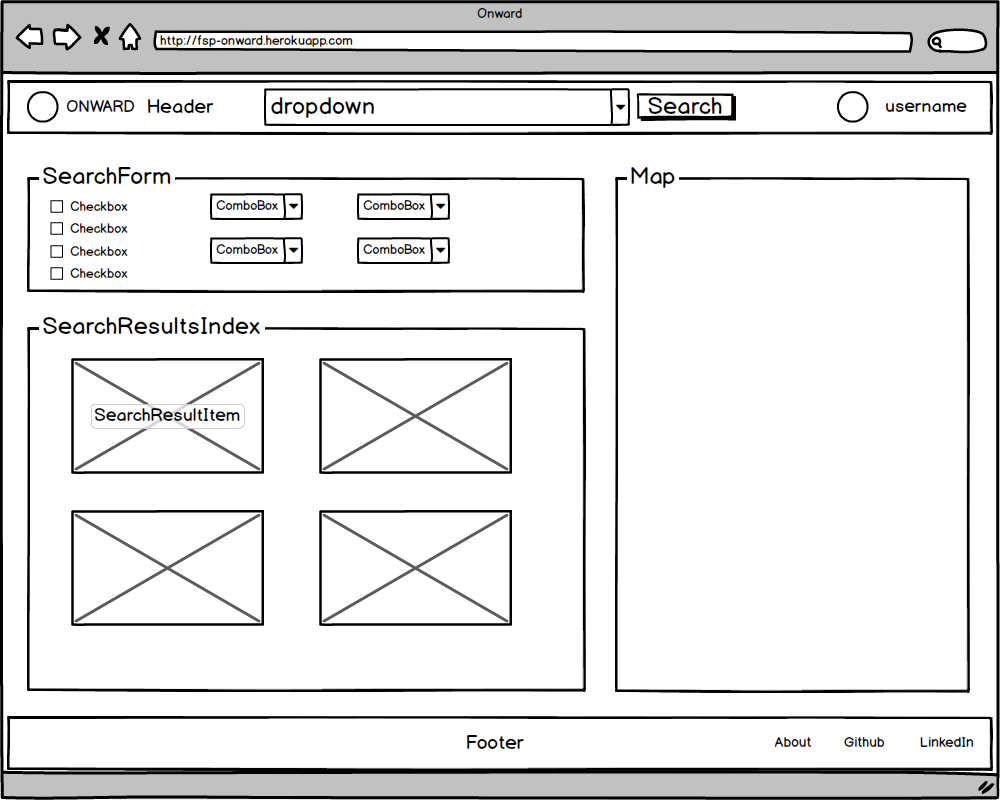 Onward
http://fsp-onward.herokuapp.com
ONWARD Header dropdown Search username
SearchForm
Checkbox ComboBox ComboBox
Checkbox
Checkbox ComboBox ComboBox
Checkbox
Map
SearchResultsIndex
SearchResultItem
Footer About Github LinkedIn